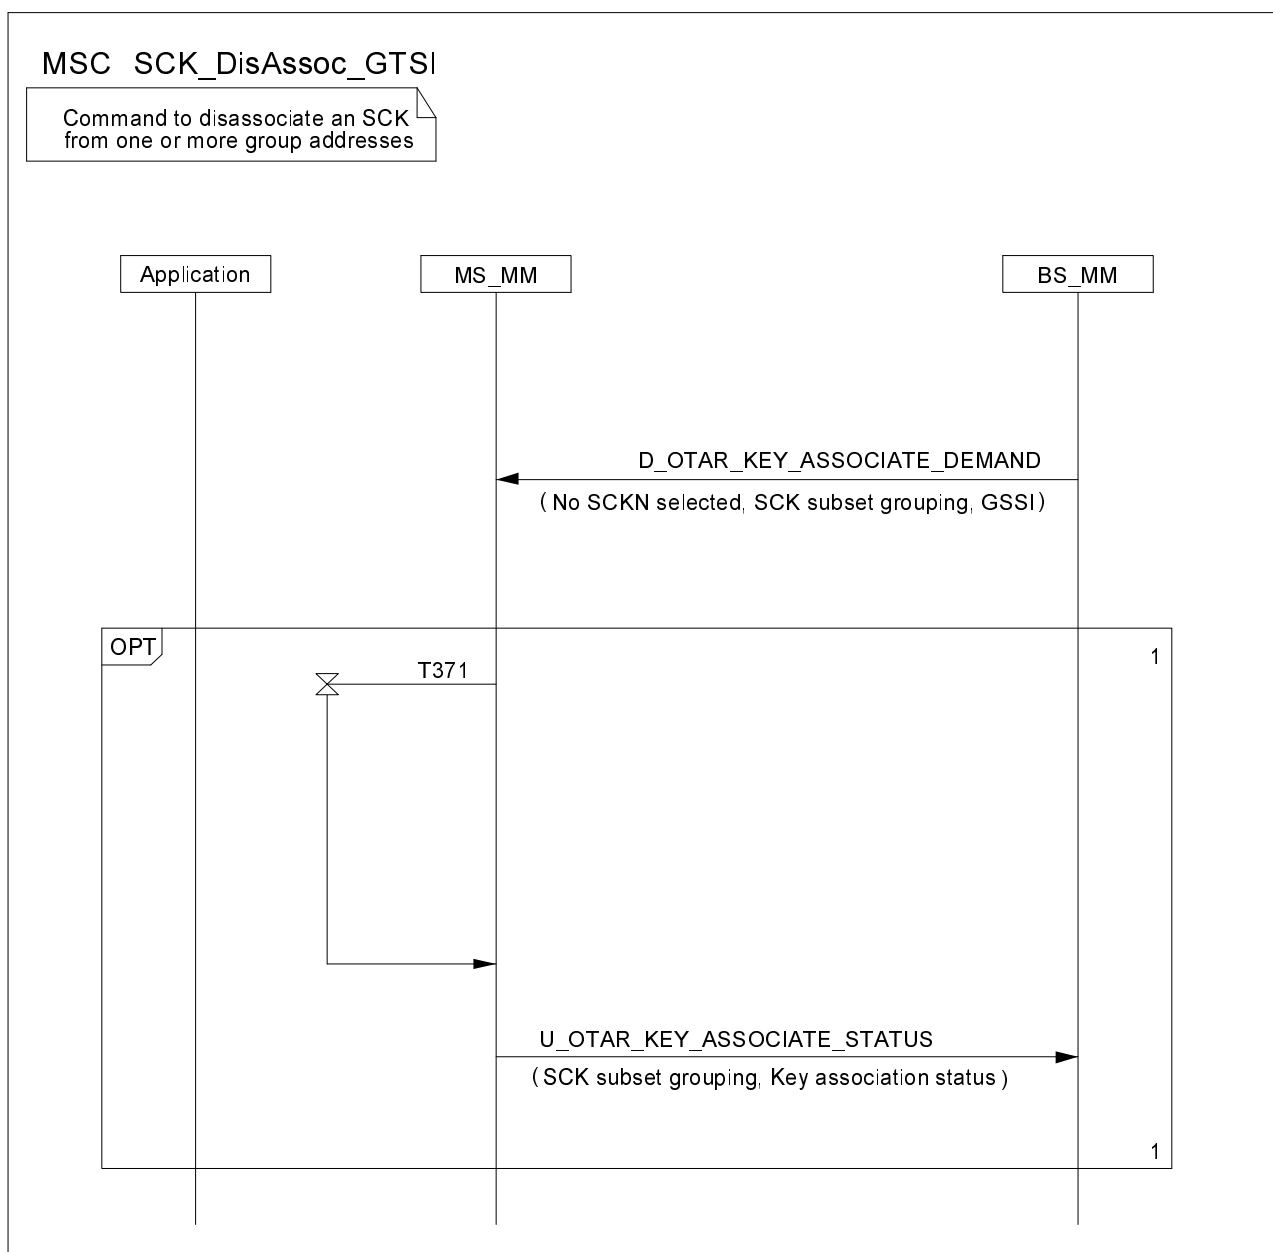 MSC SCK_DisAssoc_GTSI
Command to disassociate an SCK
from one or more group addresses
Application
MS_MM
BS_MM
D_OTAR_KEY_ASSOCIATE_DEMAND
(No SCKN selected, SCK subset grouping, GSSI)
OPT
1
T371
U_OTAR_KEY_ASSOCIATE_STATUS
(SCK subset grouping, Key association status)
1